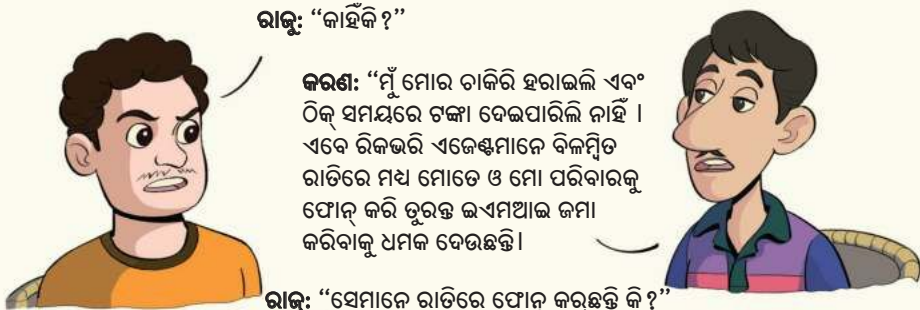 ରାଜୁ: “କାହିଁକି?”
କରଣ: “ମୁଁ ମୋର ଚାକିରି ହରାଇଲି ଏବଂ
ଠିକ୍ ସମୟରେ ଟଙ୍କା ଦେଇପାରିଲି ନାହିଁ ।
ଏବେ ରିକଭରି ଏଜେଣ୍ଟମାନେ ବିଳମ୍ବିତ
ରାତିରେ ମଧ୍ୟ ମୋତେ ଓ ମୋ ପରିବାରକୁ
ଫୋନ୍ କରି ତୁରନ୍ତ ଇଏମଆଇ ଜମା
କରିବାକୁ ଧମକ ଦେଉଛନ୍ତି।
ରାଜୁ: “ସେମାନେ ରାତିରେ ଫୋନ କରୁଛନ୍ତି କି?”